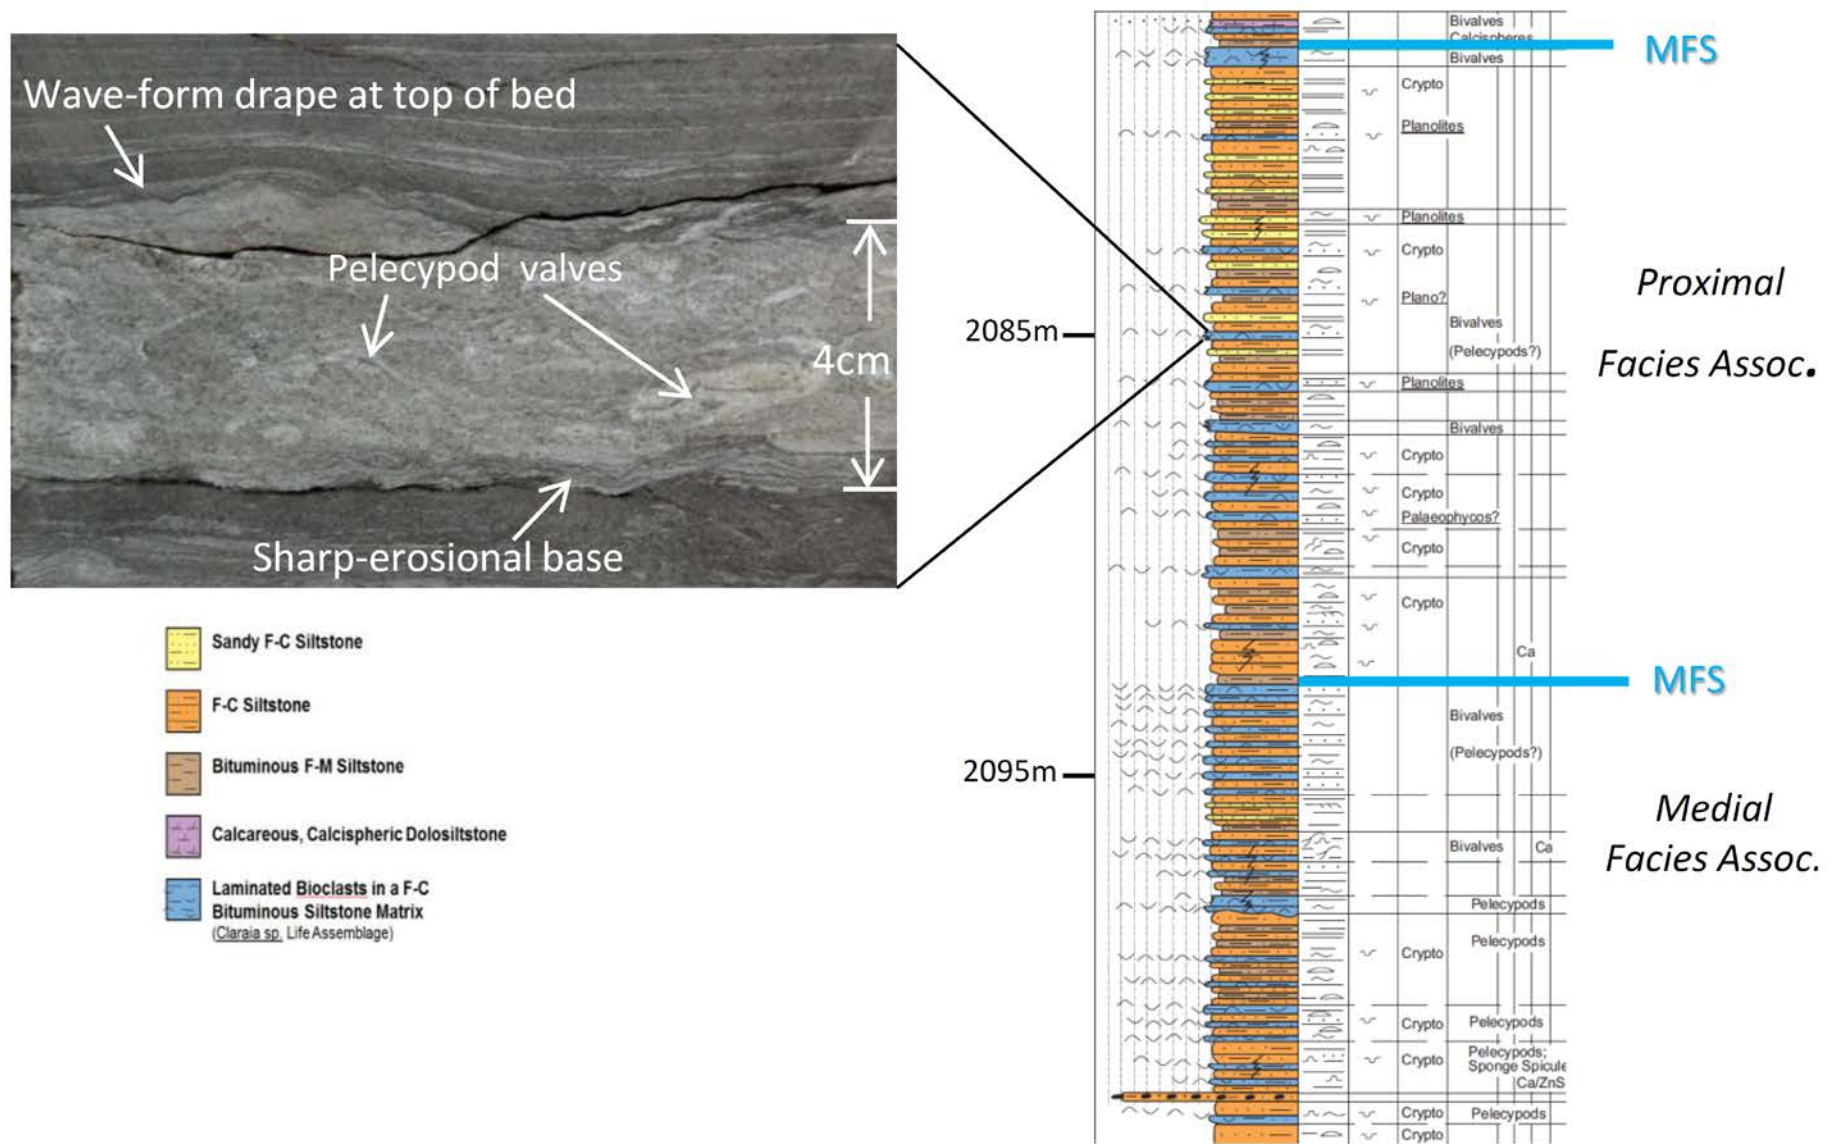 Wave-form drape at top of bed
Pelecypod valves
4cm
Sharp-erosional base
Sandy F-C Siltstone
F-C Siltstone
Bituminous F-M Siltstone
Calcareous, Calcispheric Dolosiltstone
Laminated Bioclasts in a F-C
Bituminous Siltstone Matrix
(Claraia sp. Life Assemblage)
2085m
2095m
Bivalves
Calcispheres
MFS
Bivalves
Crypto
Planolites
Planolites
Crypto
Plano?
Bivalves
(Pelecypods?)
Proximal
Facies Assoc.
Planolites
Bivalves
Crypto
Crypto
Palaeophycos?
Crypto
Crypto
Ca
MFS
Bivalves
(Pelecypods?)
Medial
Facies Assoc.
Bivalves Ca
Pelecypods
Pelecypods
Crypto
Crypto Pelecypods
Crypto Pelecypods;
Sponge Spicule
Ca/ZnS
Crypto Pelecypods
Crypto